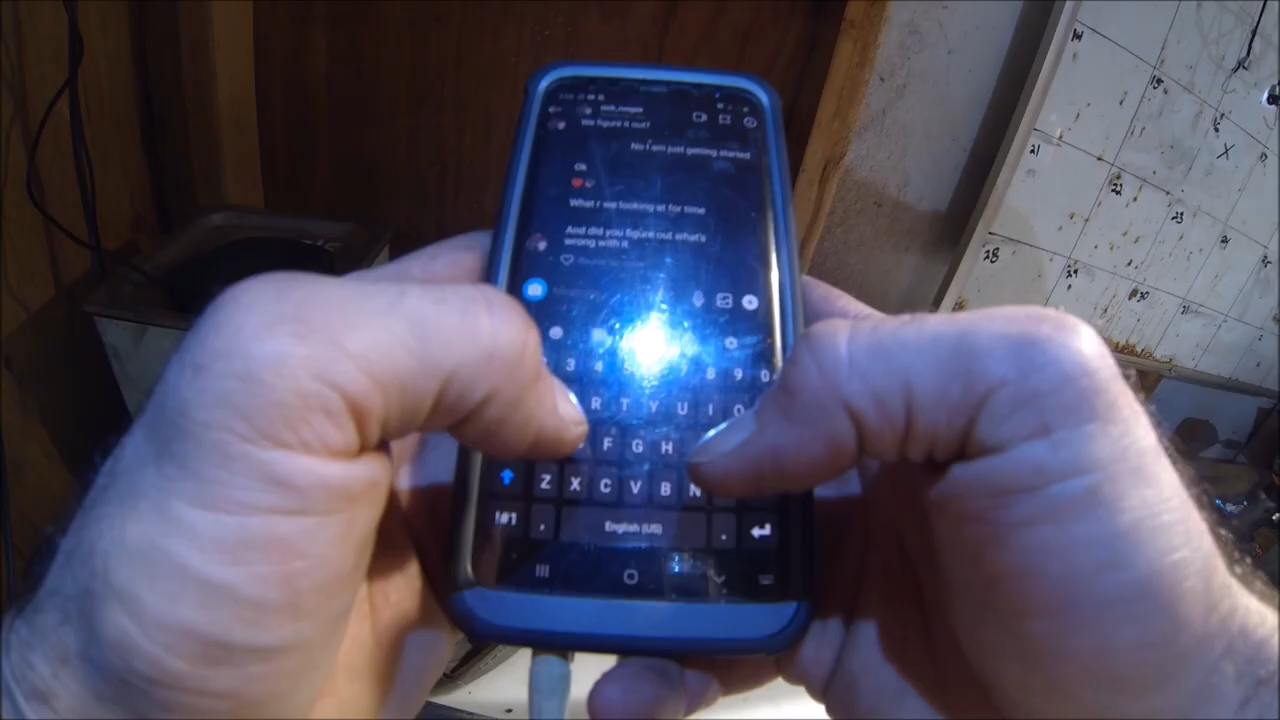 We figure it out?
No I am just getting started
Ok
What r we looking at for time
And did you figure out what's
wrong with it
3 4 8 9 0
R T Y U I O
F G H
Z X C V B N
!#1 , English (US) .
14
15
16
X
21
22
23
24
28
29
30
31